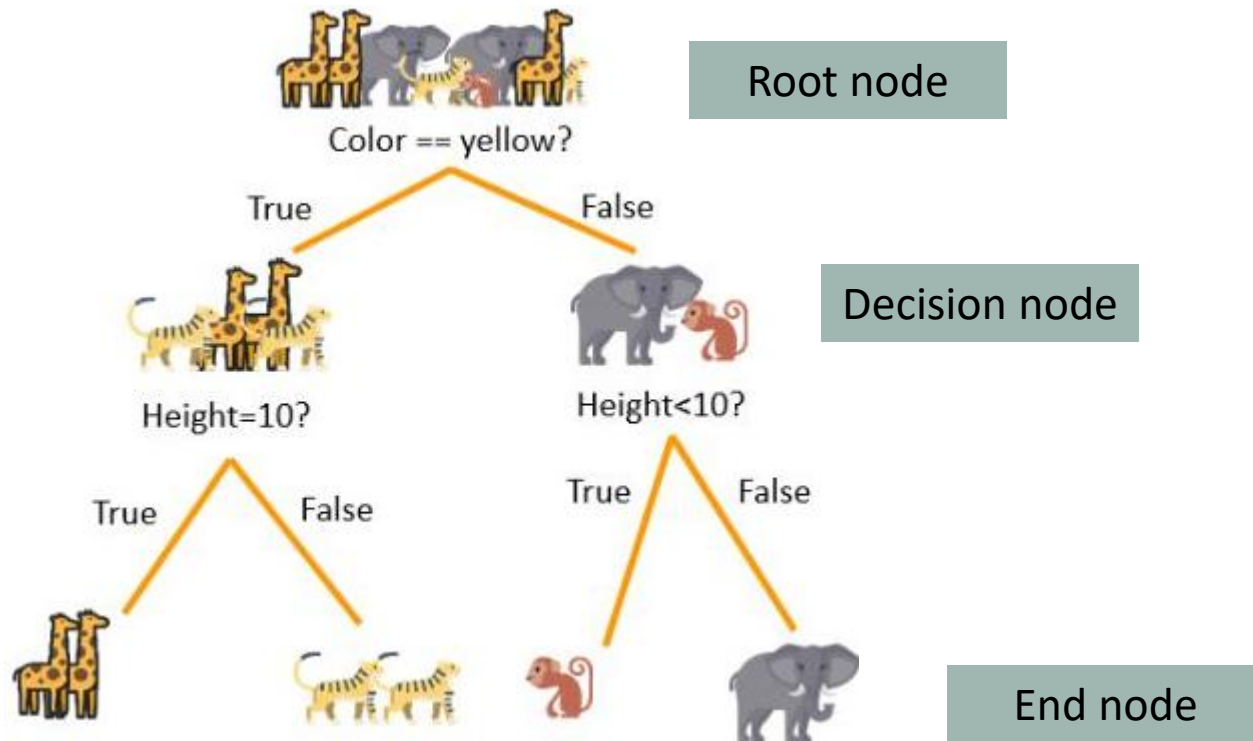 Root node
Color == yellow?
True
False
Decision node
Height=10?
Height<10?
True
False
True
False
End node